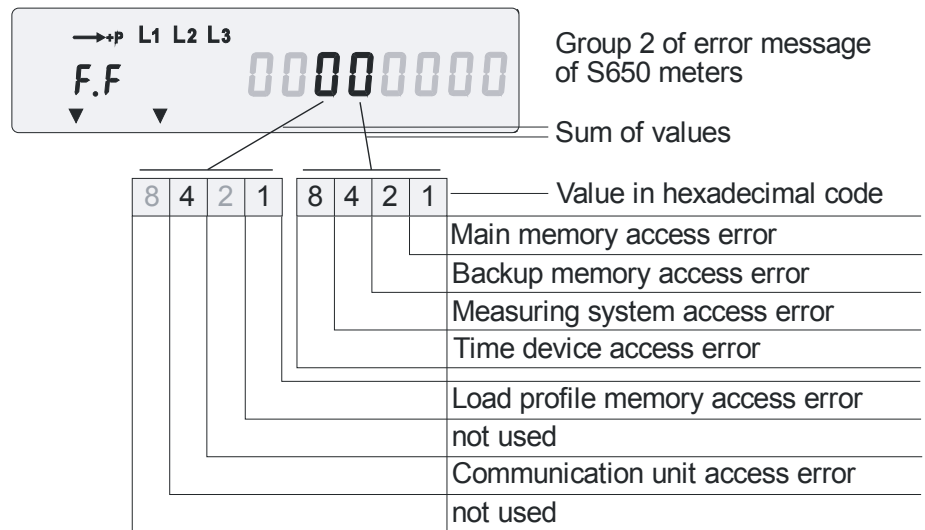 +P L1 L2 L3
F.F 00000000
Group 2 of error message
of S650 meters
Sum of values
8 4 2 1 8 4 2 1
Value in hexadecimal code
Main memory access error
Backup memory access error
Measuring system access error
Time device access error
Load profile memory access error
not used
Communication unit access error
not used